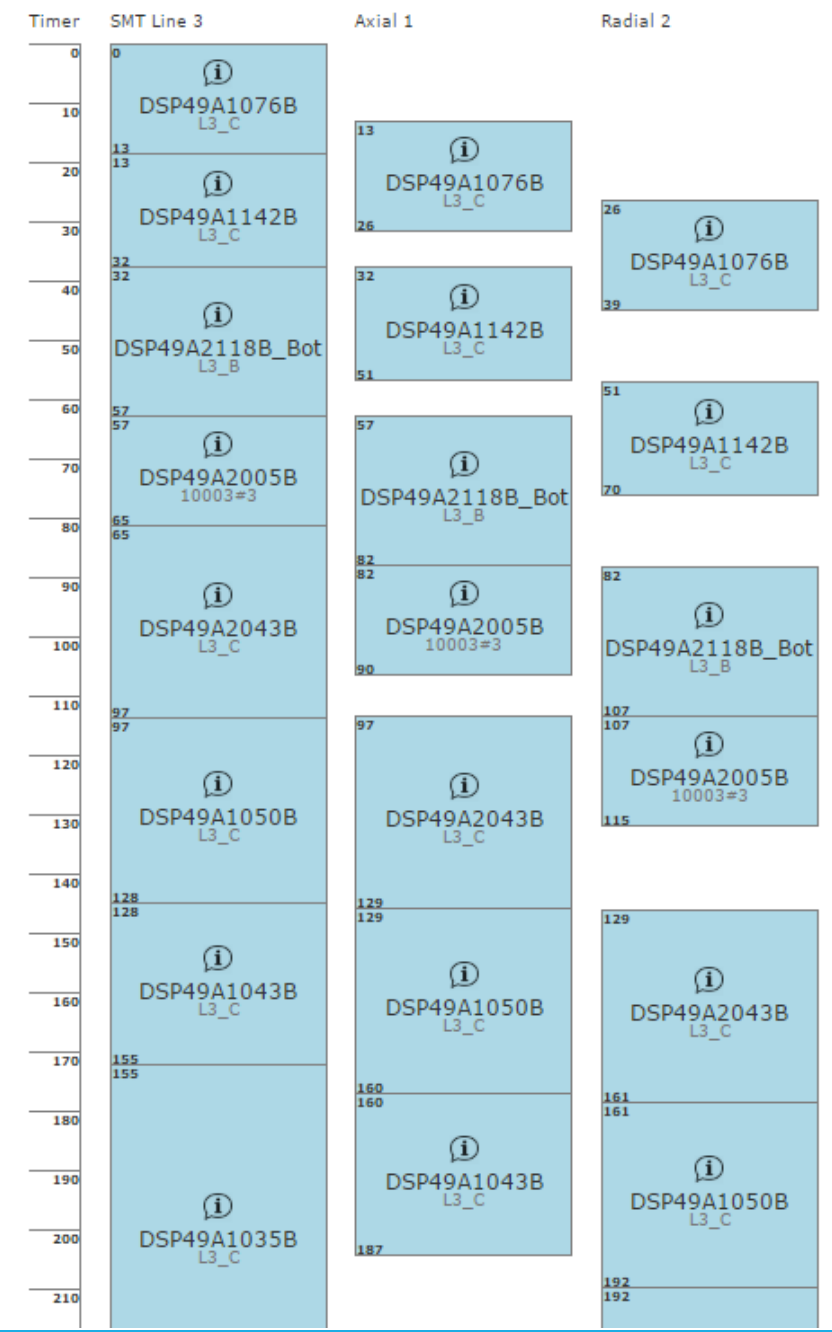 Timer SMT Line 3 Axial 1 Radial 2
0
10
20
30
40
50
60
70
80
90
100
110
120
130
140
150
160
170
180
190
200
210
0
DSP49A1076B
L3_C
13
13
DSP49A1142B
L3_C
32
32
DSP49A2118B_Bot
L3_B
57
57
DSP49A2005B
10003#3
65
65
DSP49A2043B
L3_C
97
97
DSP49A1050B
L3_C
128
128
DSP49A1043B
L3_C
155
155
DSP49A1035B
L3_C
13
DSP49A1076B
L3_C
26
32
DSP49A1142B
L3_C
51
57
DSP49A2118B_Bot
L3_B
82
82
DSP49A2005B
10003#3
90
97
DSP49A2043B
L3_C
129
129
DSP49A1050B
L3_C
160
160
DSP49A1043B
L3_C
187
26
DSP49A1076B
L3_C
39
51
DSP49A1142B
L3_C
70
82
DSP49A2118B_Bot
L3_B
107
107
DSP49A2005B
10003#3
115
129
DSP49A2043B
L3_C
161
161
DSP49A1050B
L3_C
192
192